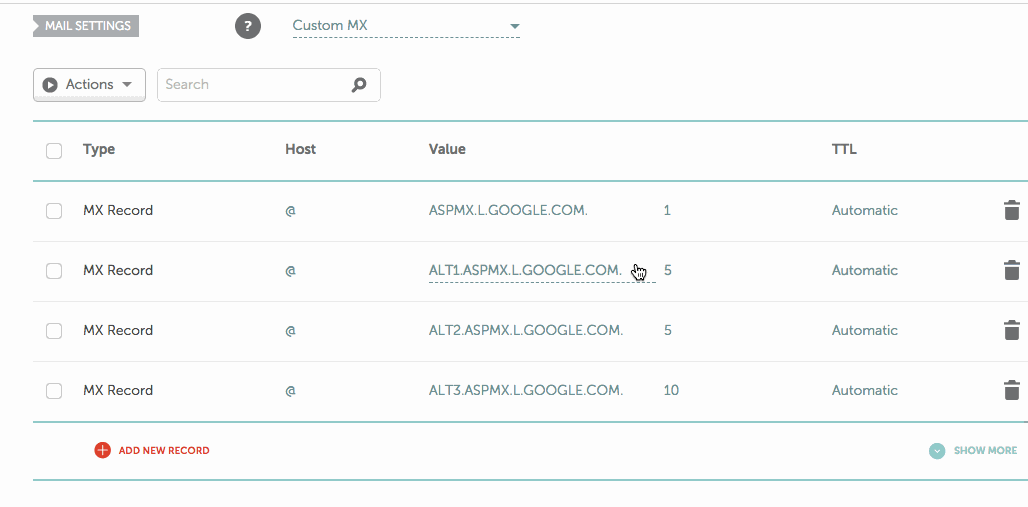 MAIL SETTINGS ? Custom MX
Actions Search
Type Host Value TTL
MX Record @ ASPMX.L.GOOGLE.COM. 1 Automatic
MX Record @ ALT1.ASPMX.L.GOOGLE.COM. 5 Automatic
MX Record @ ALT2.ASPMX.L.GOOGLE.COM. 5 Automatic
MX Record @ ALT3.ASPMX.L.GOOGLE.COM. 10 Automatic
ADD NEW RECORD SHOW MORE